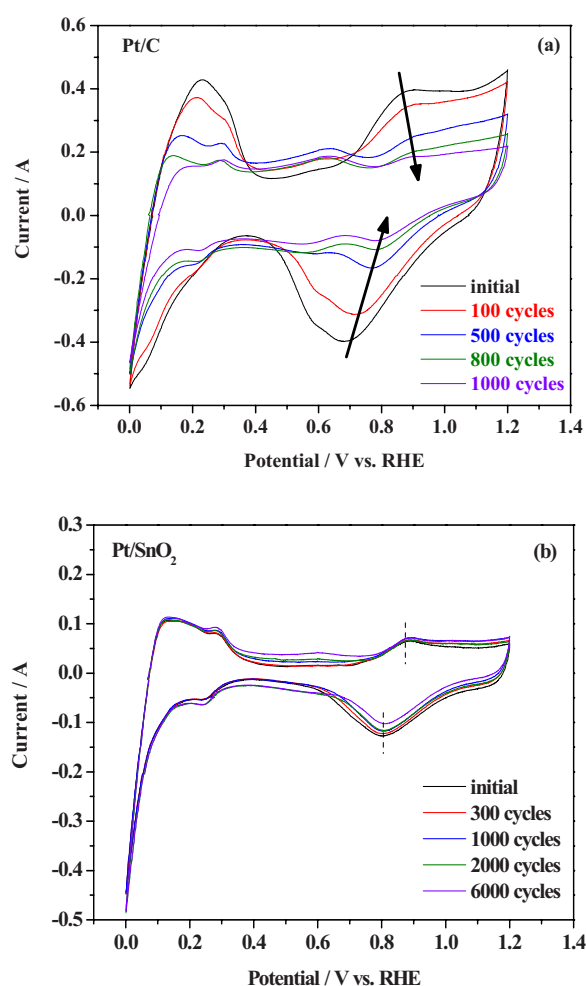 Pt/C
(a)
0.6
0.4
0.2
0.0
-0.2
-0.4
-0.6
Current / A
initial
100 cycles
500 cycles
800 cycles
1000 cycles
0.0 0.2 0.4 0.6 0.8 1.0 1.2 1.4
Potential / V vs. RHE
Pt/SnO₂
(b)
0.3
0.2
0.1
0.0
-0.1
-0.2
-0.3
-0.4
-0.5
Current / A
initial
300 cycles
1000 cycles
2000 cycles
6000 cycles
0.0 0.2 0.4 0.6 0.8 1.0 1.2 1.4
Potential / V vs. RHE